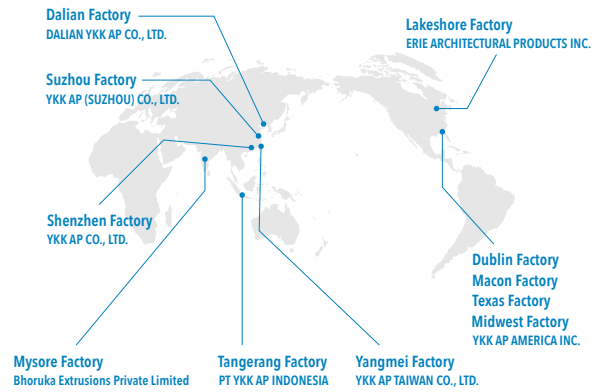 Dalian Factory
DALIAN YKK AP CO., LTD.
Lakeshore Factory
ERIE ARCHITECTURAL PRODUCTS INC.
Suzhou Factory
YKK AP (SUZHOU) CO., LTD.
Shenzhen Factory
YKK AP CO., LTD.
Dublin Factory
Macon Factory
Texas Factory
Midwest Factory
YKK AP AMERICA INC.
Mysore Factory
Bhoruka Extrusions Private Limited
Tangerang Factory
PT YKK AP INDONESIA
Yangmei Factory
YKK AP TAIWAN CO., LTD.